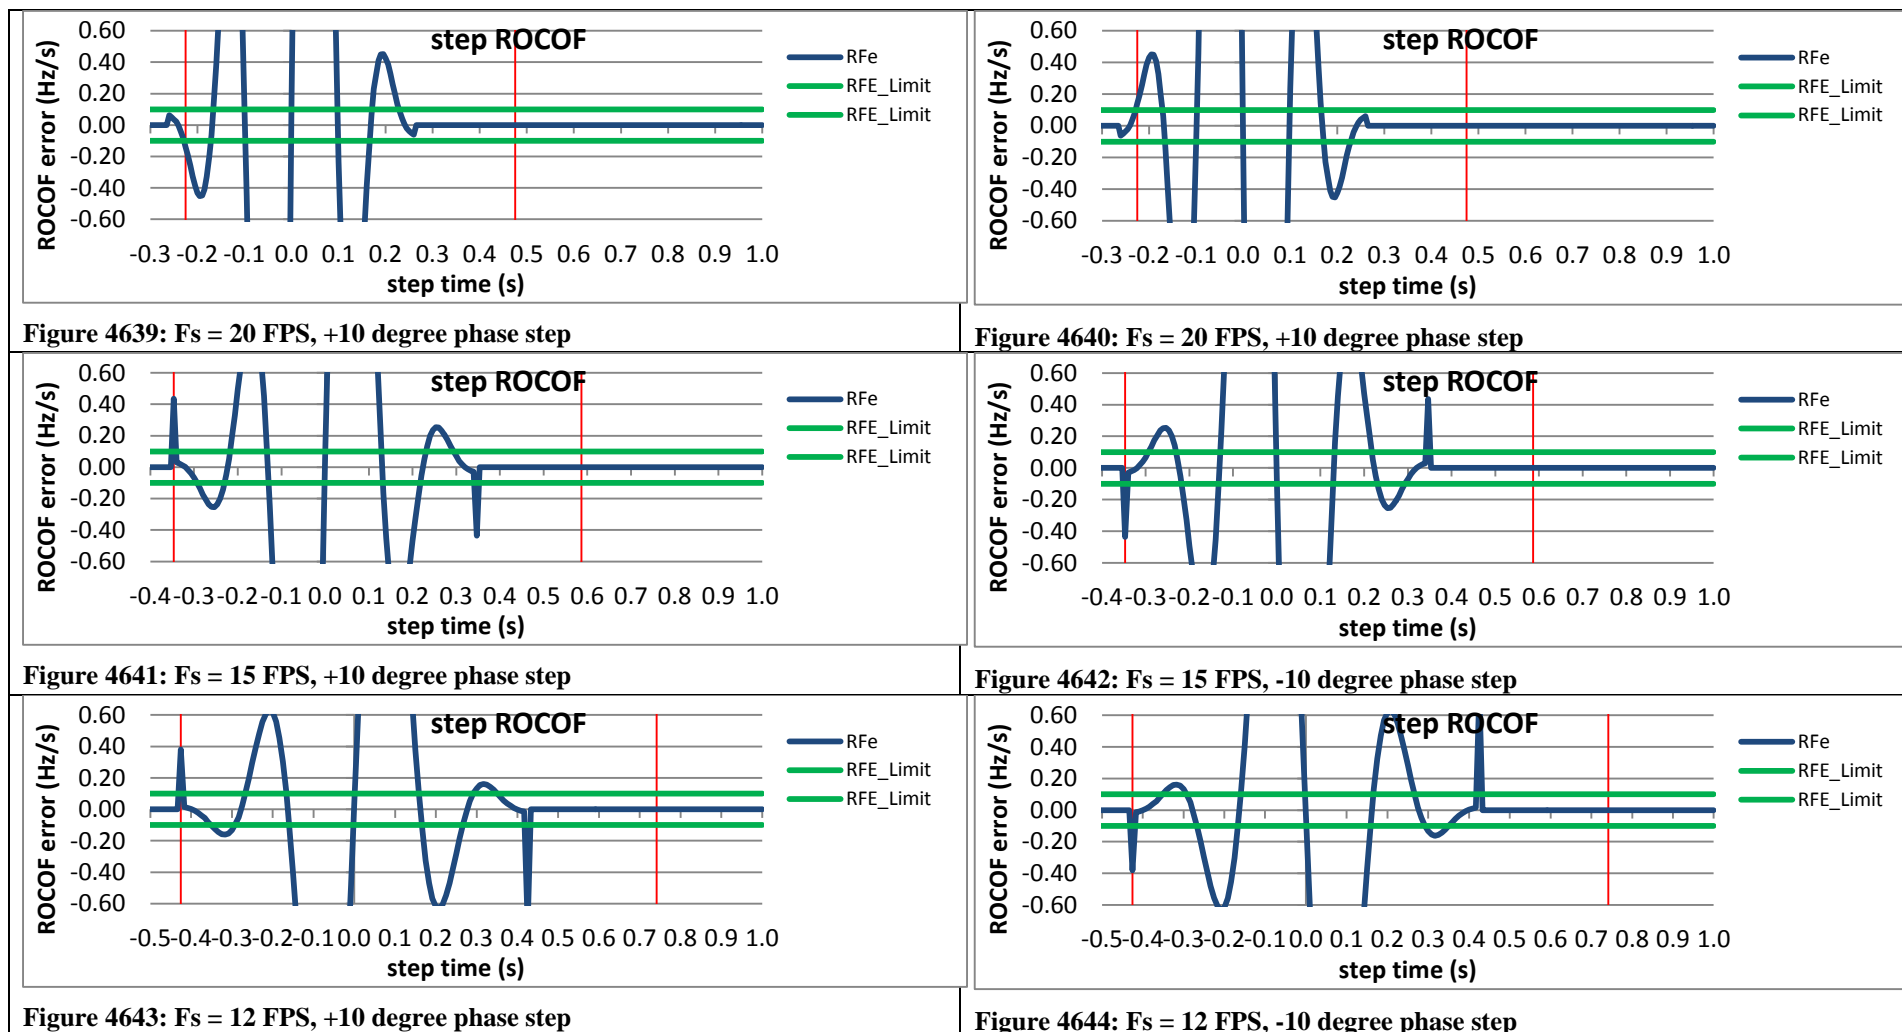 step ROCOF
ROCOF error (Hz/s)
0.60
0.40
0.20
0.00
-0.20
-0.40
-0.60
-0.3 -0.2 -0.1 0.0 0.1 0.2 0.3 0.4 0.5 0.6 0.7 0.8 0.9 1.0
step time (s)
RFe
RFE_Limit
RFE_Limit
Figure 4639: Fs = 20 FPS, +10 degree phase step
step ROCOF
ROCOF error (Hz/s)
0.60
0.40
0.20
0.00
-0.20
-0.40
-0.60
-0.3 -0.2 -0.1 0.0 0.1 0.2 0.3 0.4 0.5 0.6 0.7 0.8 0.9 1.0
step time (s)
RFe
RFE_Limit
RFE_Limit
Figure 4640: Fs = 20 FPS, +10 degree phase step
step ROCOF
ROCOF error (Hz/s)
0.60
0.40
0.20
0.00
-0.20
-0.40
-0.60
-0.4 -0.3 -0.2 -0.1 0.0 0.1 0.2 0.3 0.4 0.5 0.6 0.7 0.8 0.9 1.0
step time (s)
RFe
RFE_Limit
RFE_Limit
Figure 4641: Fs = 15 FPS, +10 degree phase step
step ROCOF
ROCOF error (Hz/s)
0.60
0.40
0.20
0.00
-0.20
-0.40
-0.60
-0.4 -0.3 -0.2 -0.1 0.0 0.1 0.2 0.3 0.4 0.5 0.6 0.7 0.8 0.9 1.0
step time (s)
RFe
RFE_Limit
RFE_Limit
Figure 4642: Fs = 15 FPS, -10 degree phase step
step ROCOF
ROCOF error (Hz/s)
0.60
0.40
0.20
0.00
-0.20
-0.40
-0.60
-0.5 -0.4 -0.3 -0.2 -0.1 0.0 0.1 0.2 0.3 0.4 0.5 0.6 0.7 0.8 0.9 1.0
step time (s)
RFe
RFE_Limit
RFE_Limit
Figure 4643: Fs = 12 FPS, +10 degree phase step
step ROCOF
ROCOF error (Hz/s)
0.60
0.40
0.20
0.00
-0.20
-0.40
-0.60
-0.5 -0.4 -0.3 -0.2 -0.1 0.0 0.1 0.2 0.3 0.4 0.5 0.6 0.7 0.8 0.9 1.0
step time (s)
RFe
RFE_Limit
RFE_Limit
Figure 4644: Fs = 12 FPS, -10 degree phase step